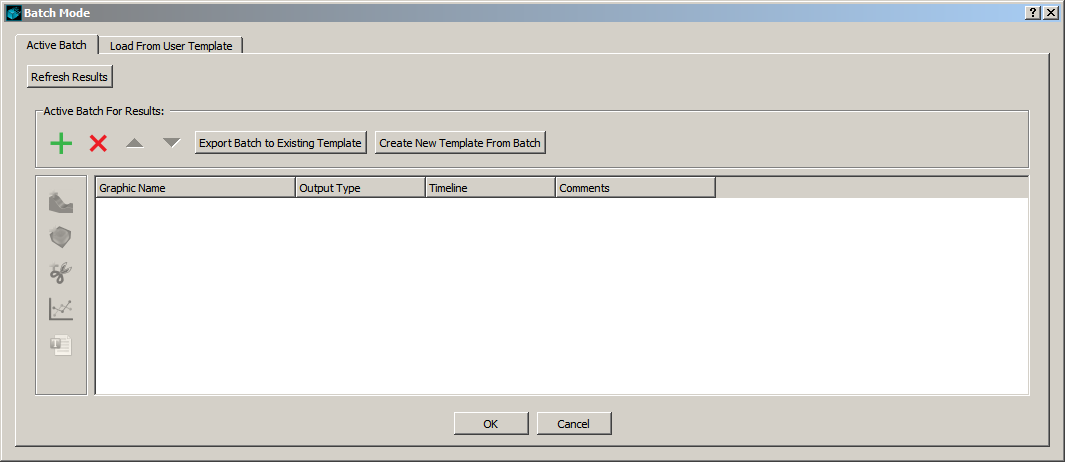 Batch Mode
Active Batch
Load From User Template
Refresh Results
Active Batch For Results:
Export Batch to Existing Template
Create New Template From Batch
Graphic Name
Output Type
Timeline
Comments
T
OK
Cancel